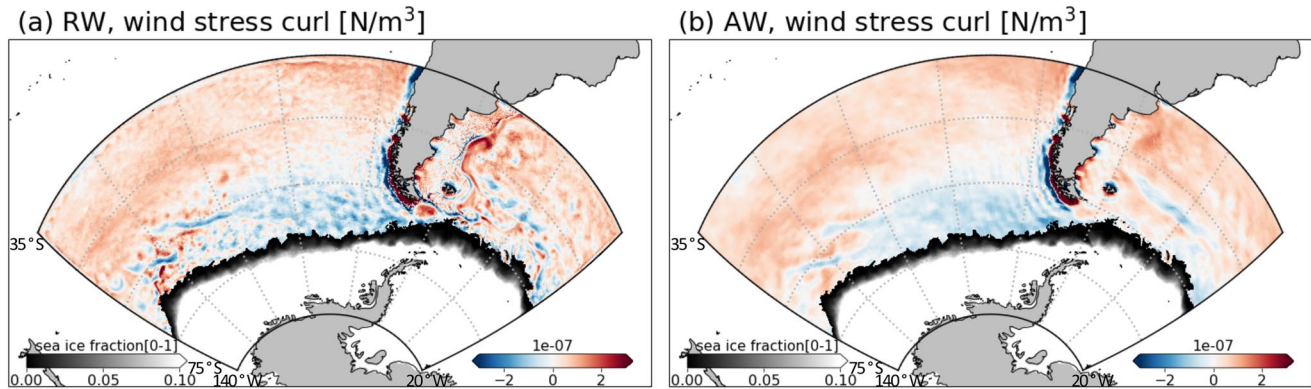 (a) RW, wind stress curl [N/m³]
35°S
sea ice fraction[0-1]
0.00 0.05 0.10
75°S
140°W
20°W
1e-07
−2 0 2
(b) AW, wind stress curl [N/m³]
35°S
sea ice fraction[0-1]
0.00 0.05 0.10
75°S
140°W
20°W
1e-07
−2 0 2